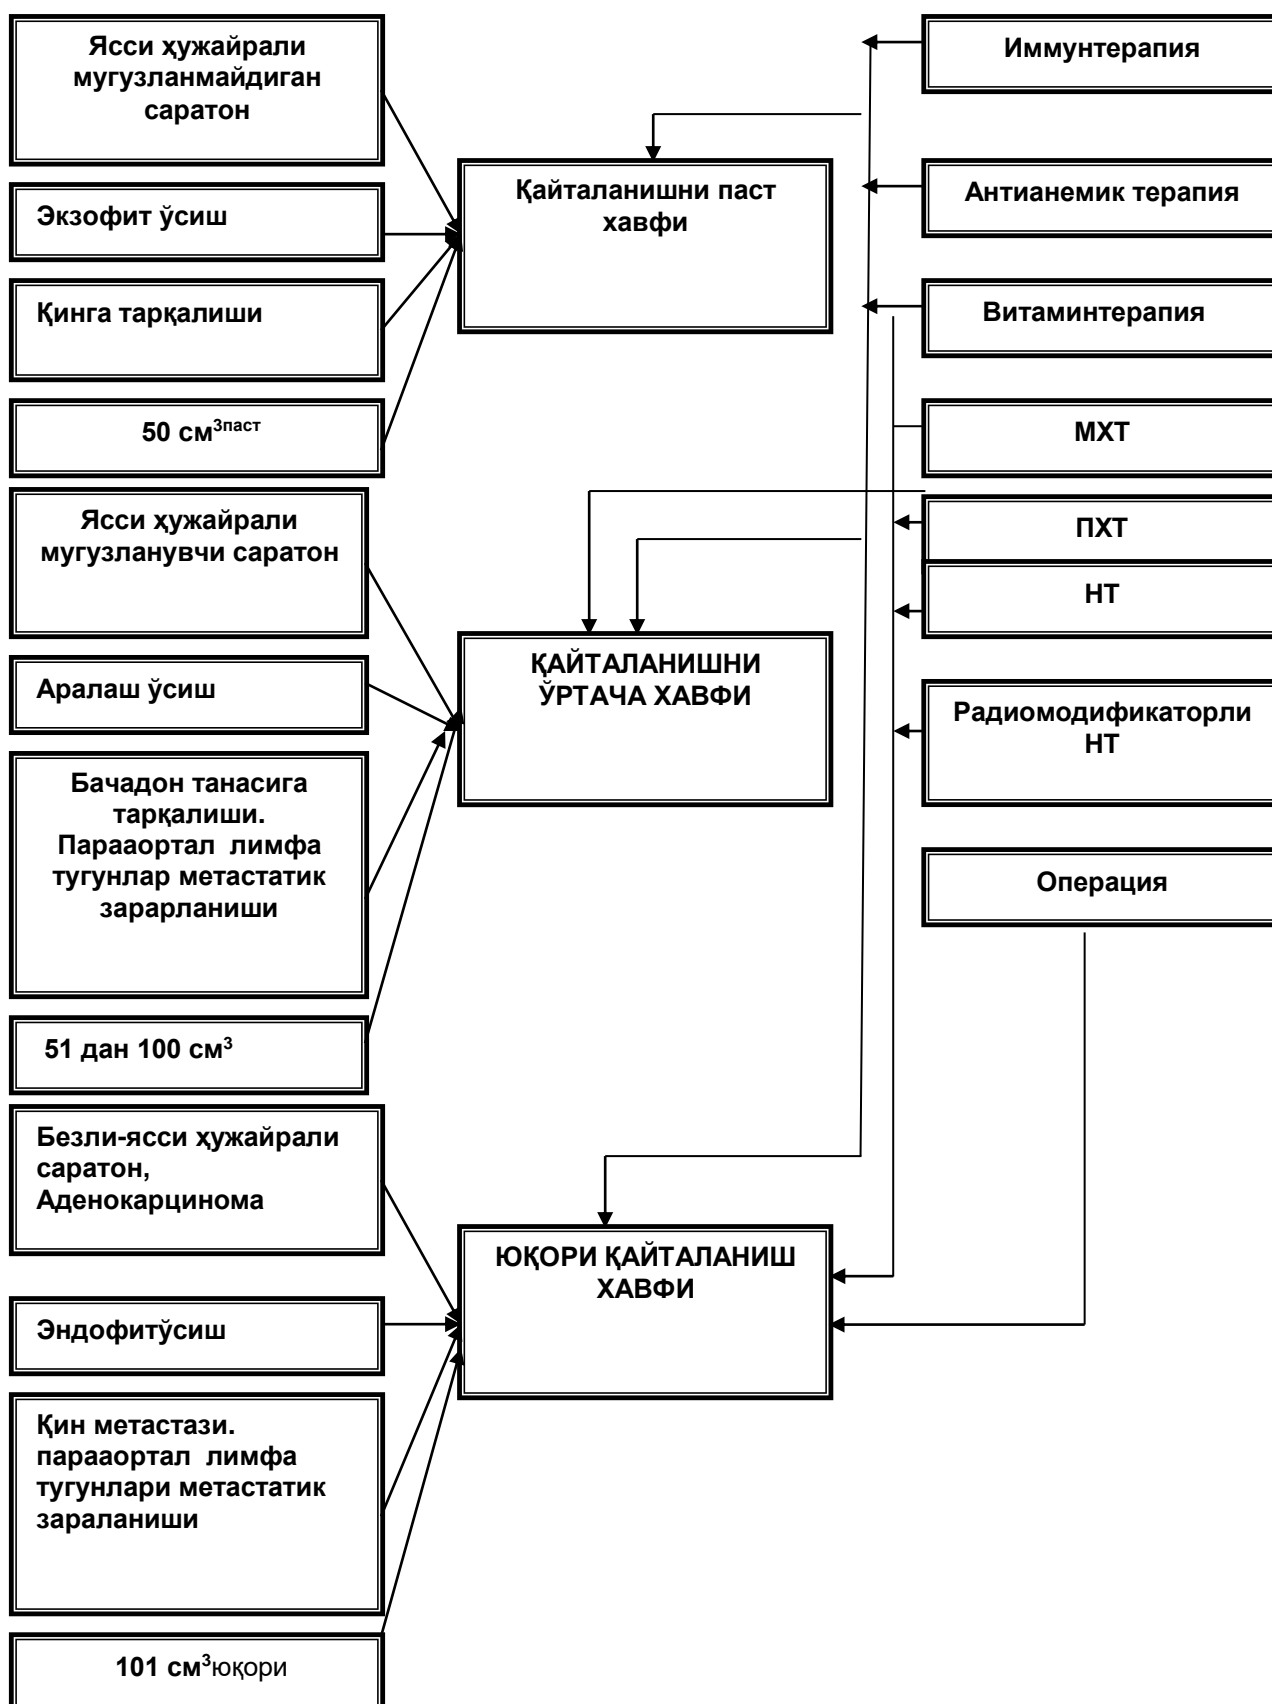 Ясси ҳужайрали
мугузланмайдиган
саратон
Экзофит ўсиш
Қинга тарқалиши
50 см³паст
Ясси ҳужайрали
мугузланувчи саратон
Аралаш ўсиш
Бачадон танасига
тарқалиши.
Парааортал лимфа
тугунлар метастатик
зарарланиши
51 дан 100 см³
Безли-ясси ҳужайрали
саратон,
Аденокарцинома
Эндофитўсиш
Қин метастази.
парааортал лимфа
тугунлари метастатик
зараланиши
101 см³юқори
Қайталанишни паст
хавфи
ҚАЙТАЛАНИШНИ
ЎРТАЧА ХАВФИ
ЮҚОРИ ҚАЙТАЛАНИШ
ХАВФИ
Иммунтерапия
Антианемик терапия
Витаминтерапия
МХТ
ПХТ
НТ
Радиомодификаторли
НТ
Операция